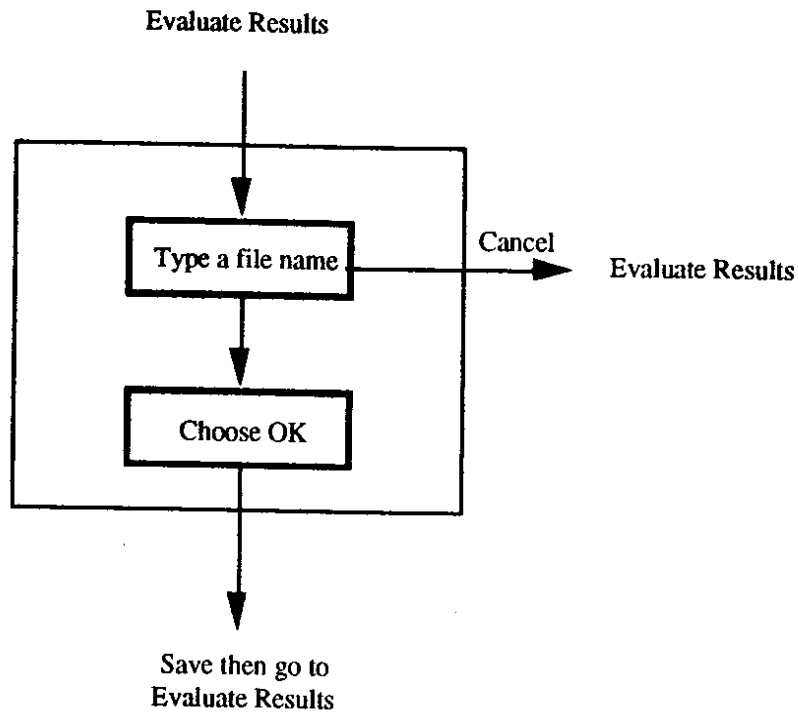 Evaluate Results
Type a file name
Cancel
Evaluate Results
Choose OK
Save then go to
Evaluate Results